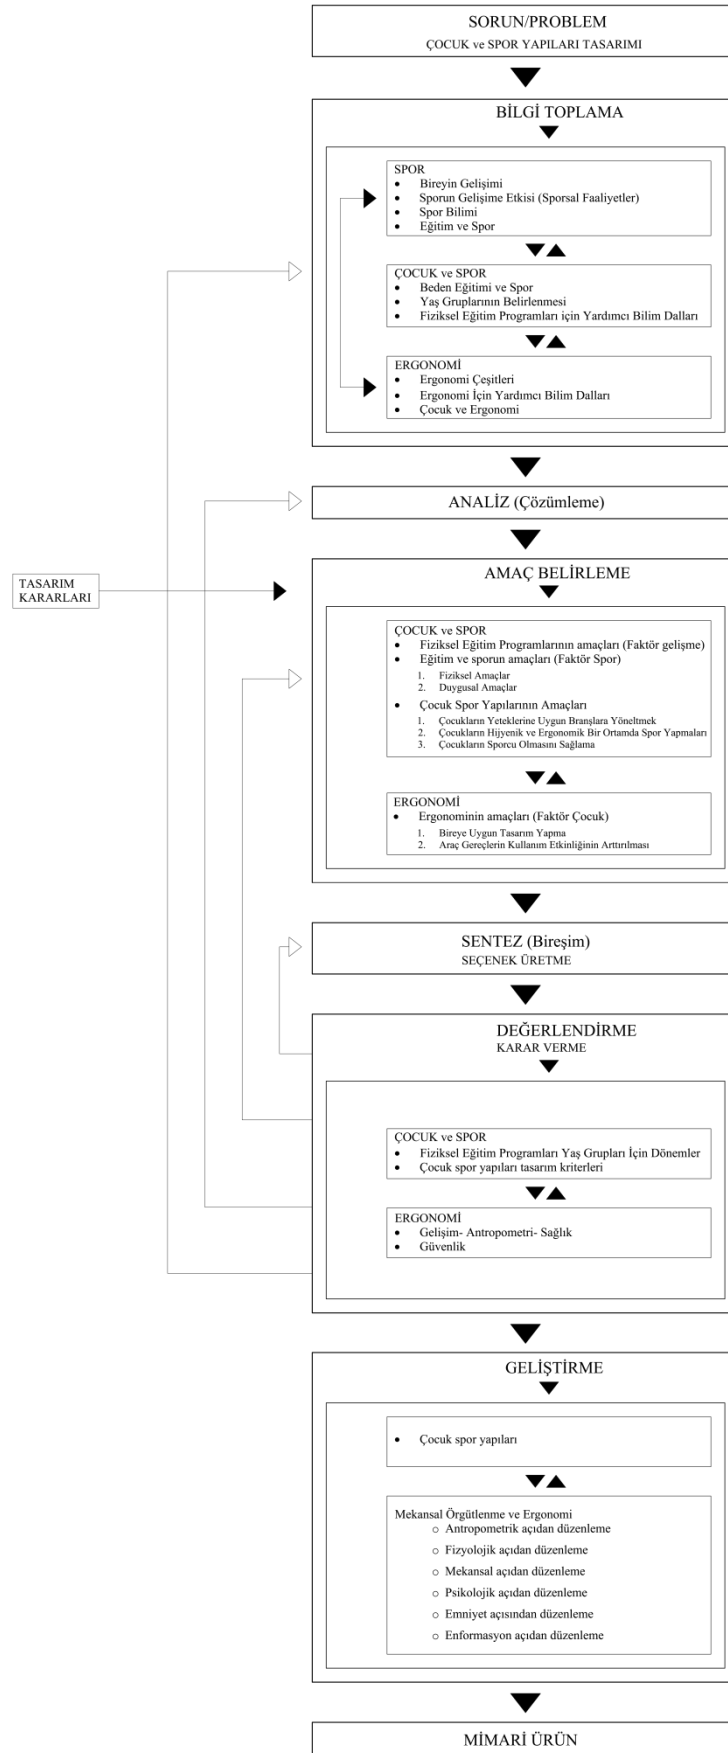 SORUN/PROBLEM
ÇOCUK ve SPOR YAPILARI TASARIMI
BİLGİ TOPLAMA
SPOR
• Bireyin Gelişimi
• Sporun Gelişime Etkisi (Sporsal Faaliyetler)
• Spor Bilimi
• Eğitim ve Spor
ÇOCUK ve SPOR
• Beden Eğitimi ve Spor
• Yaş Gruplarının Belirlenmesi
• Fiziksel Eğitim Programları için Yardımcı Bilim Dalları
ERGONOMİ
• Ergonomi Çeşitleri
• Ergonomi İçin Yardımcı Bilim Dalları
• Çocuk ve Ergonomi
ANALİZ (Çözümleme)
TASARIM
KARARLARI
AMAÇ BELİRLEME
ÇOCUK ve SPOR
• Fiziksel Eğitim Programlarının amaçları (Faktör gelişme)
• Eğitim ve sporun amaçları (Faktör Spor)
1. Fiziksel Amaçlar
2. Duygusal Amaçlar
• Çocuk Spor Yapılarının Amaçları
1. Çocukların Yeteklerine Uygun Branşlara Yöneltmek
2. Çocukların Hijyenik ve Ergonomik Bir Ortamda Spor Yapmaları
3. Çocukların Sporcu Olmasını Sağlama
ERGONOMİ
• Ergonominin amaçları (Faktör Çocuk)
1. Bireye Uygun Tasarım Yapma
2. Araç Gereçlerin Kullanım Etkinliğinin Arttırılması
SENTEZ (Bireşim)
SEÇENEK ÜRETME
DEĞERLENDİRME
KARAR VERME
ÇOCUK ve SPOR
• Fiziksel Eğitim Programları Yaş Grupları İçin Dönemler
• Çocuk spor yapıları tasarım kriterleri
ERGONOMİ
• Gelişim- Antropometri- Sağlık
• Güvenlik
GELİŞTİRME
• Çocuk spor yapıları
Mekansal Örgütlenme ve Ergonomi
○ Antropometrik açıdan düzenleme
○ Fizyolojik açıdan düzenleme
○ Mekansal açıdan düzenleme
○ Psikolojik açıdan düzenleme
○ Emniyet açısından düzenleme
○ Enformasyon açıdan düzenleme
MİMARİ ÜRÜN